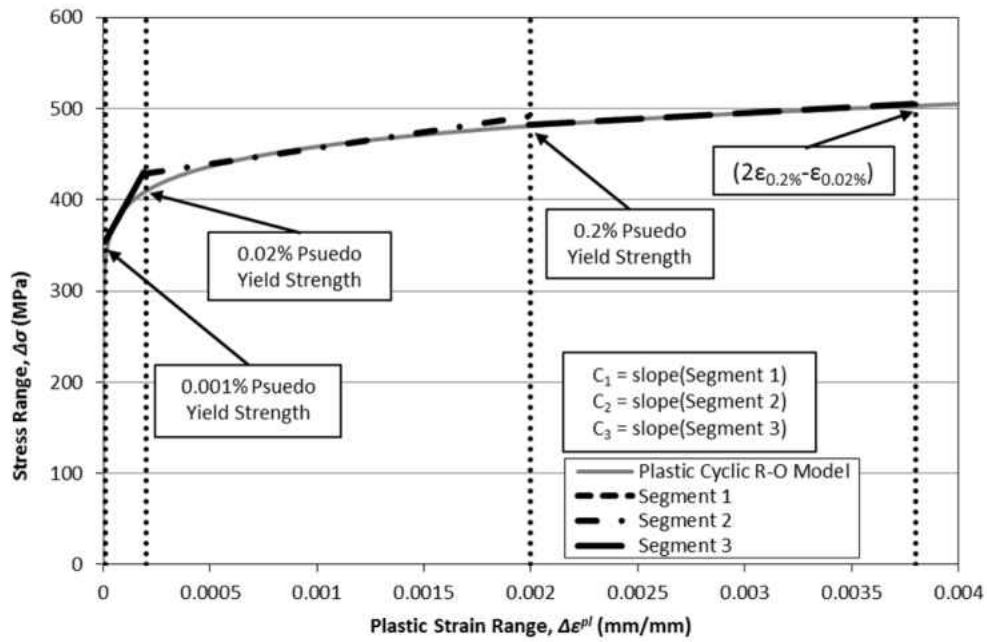 600
500
400
300
200
100
0
Stress Range, Δσ (MPa)
0.02% Psuedo
Yield Strength
0.001% Psuedo
Yield Strength
0.2% Psuedo
Yield Strength
(2ε0.2%-ε0.02%)
C1 = slope(Segment 1)
C2 = slope(Segment 2)
C3 = slope(Segment 3)
Plastic Cyclic R-O Model
Segment 1
Segment 2
Segment 3
0 0.0005 0.001 0.0015 0.002 0.0025 0.003 0.0035 0.004
Plastic Strain Range, Δεpl (mm/mm)